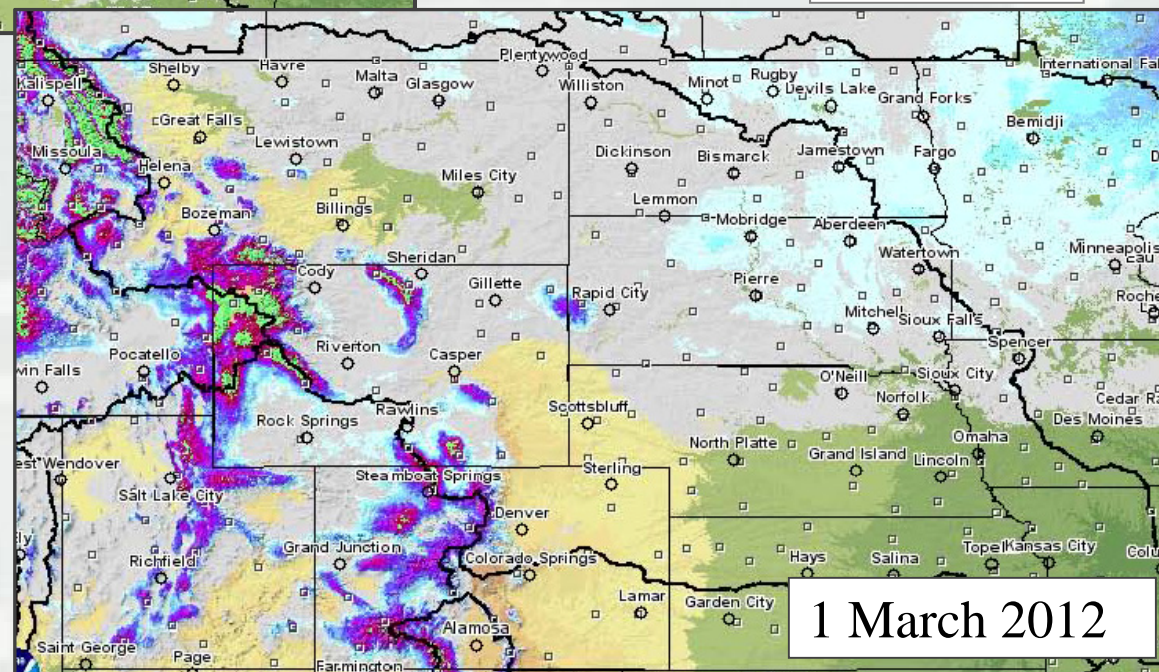 Plentywood
International Fal
Shelby
Havre
Malta
Glasgow
Kalispell
Williston
Minot
Rugby
Devils Lake
Grand Forks
Great Falls
Bemidji
Lewistown
Missoula
Helena
Dickinson
Bismarck
Jamestown
Fargo
Miles City
Billings
Bozeman
Lemmon
Mobridge
Aberdeen
Watertown
Minneapolis
Eau
Sheridan
Cody
Gillette
Rapid City
Pierre
Roche
La
Mitchell
Sioux Falls
Riverton
Casper
Pocatello
win Falls
Spencer
Sioux City
O'Neill
Norfolk
Cedar Ra
Des Moines
Rock Springs
Rawlins
Scottsbluff
North Platte
Omaha
Grand Island
Lincoln
est Wendover
Salt Lake City
Steamboat Springs
Sterling
Denver
Grand Junction
Colorado Springs
ly
Richfield
Hays
Salina
Topel
Kansas City
Colu
Lamar
Garden City
Alamosa
Saint George
Page
Farmington
1 March 2012